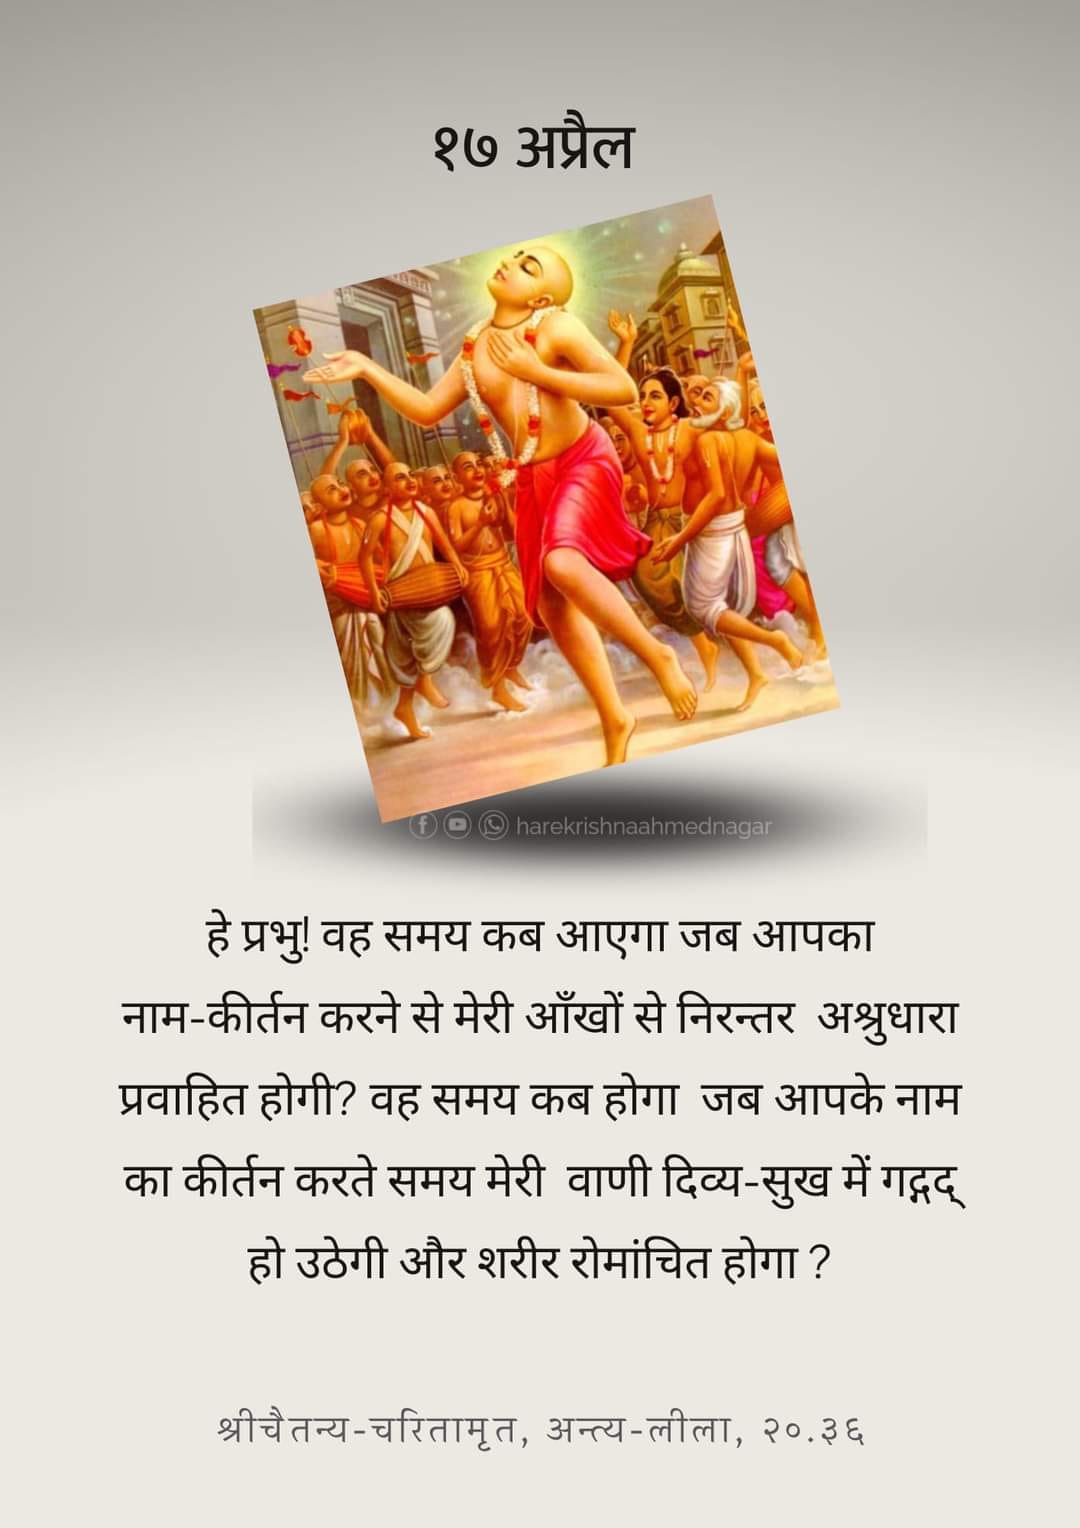 १७ अप्रैल
harekrishnaahmednagar
हे प्रभु! वह समय कब आएगा जब आपका
नाम-कीर्तन करने से मेरी आँखों से निरन्तर अश्रुधारा
प्रवाहित होगी? वह समय कब होगा जब आपके नाम
का कीर्तन करते समय मेरी वाणी दिव्य-सुख में गद्गद्
हो उठेगी और शरीर रोमांचित होगा ?
श्रीचैतन्य-चरितामृत, अन्त्य-लीला, २०.३६